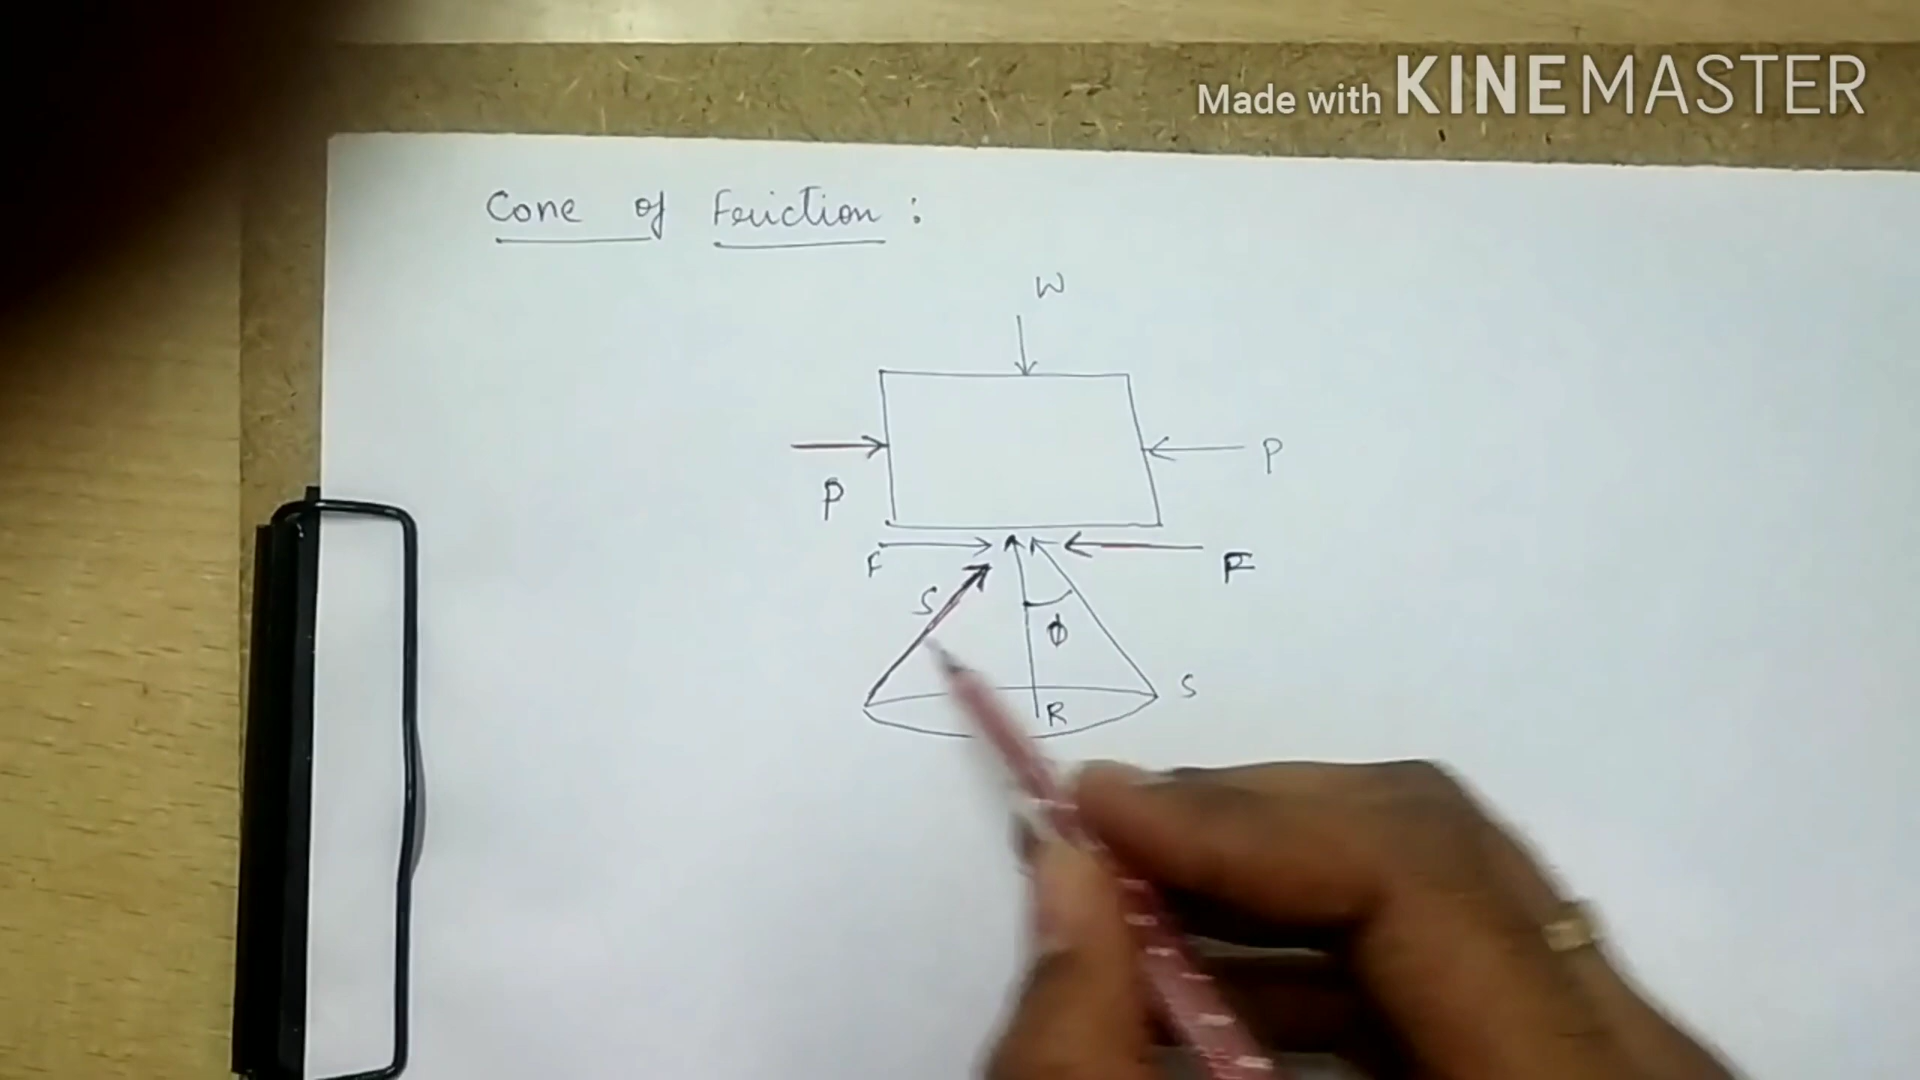 Made with KINEMASTER
Cone of Friction :
W
P
P
F
F
S
φ
S
R